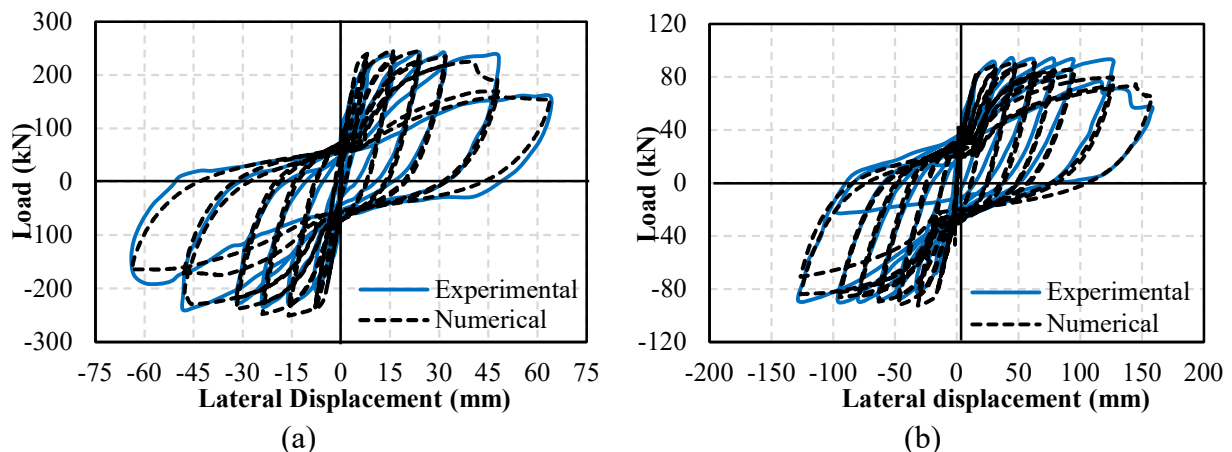 300
200
100
0
-100
-200
-300
-75 -60 -45 -30 -15 0 15 30 45 60 75
Load (kN)
Lateral Displacement (mm)
Experimental
Numerical
(a)
120
80
40
0
-40
-80
-120
-200 -150 -100 -50 0 50 100 150 200
Load (kN)
Lateral displacement (mm)
Experimental
Numerical
(b)